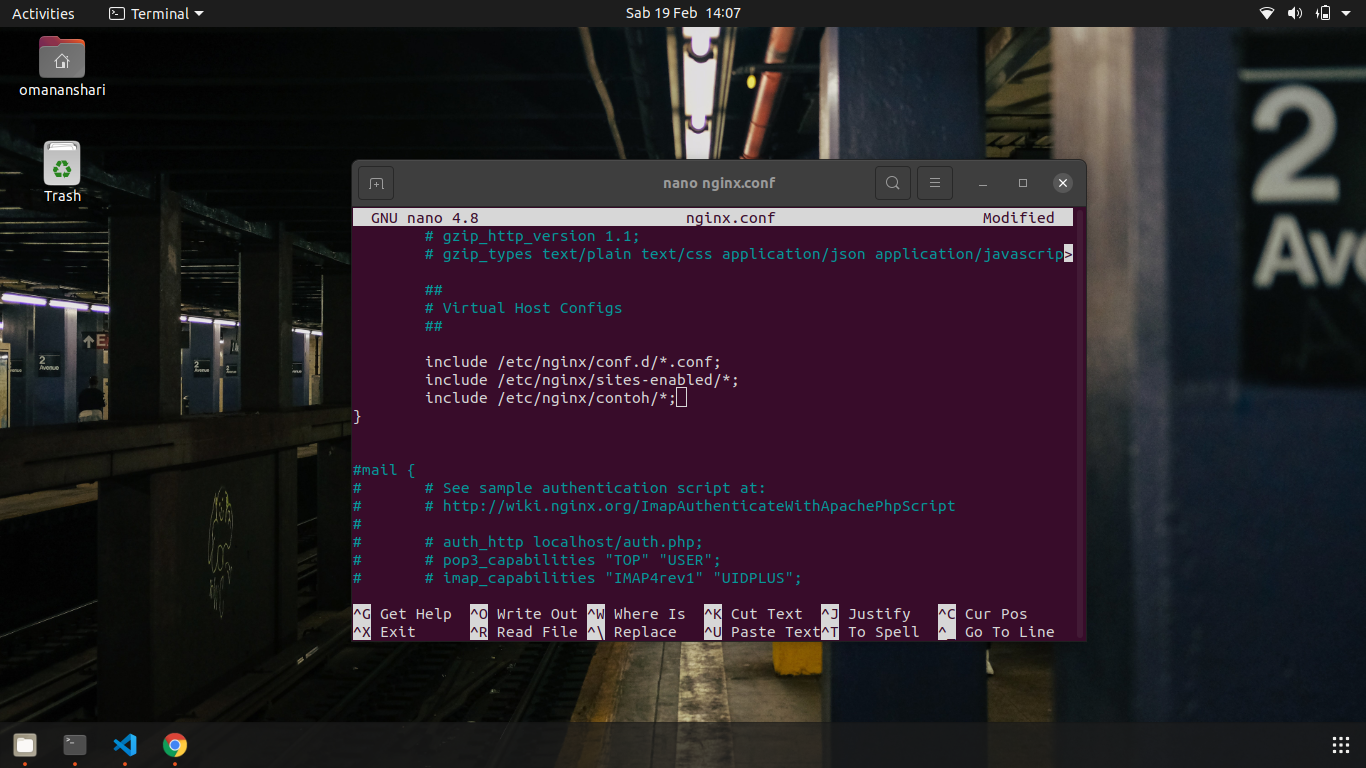 Activities
Terminal
Sab 19 Feb 14:07
omananshari
Trash
nano nginx.conf
GNU nano 4.8 nginx.conf Modified
# gzip_http_version 1.1;
# gzip_types text/plain text/css application/json application/javascrip>
##
# Virtual Host Configs
##
include /etc/nginx/conf.d/*.conf;
include /etc/nginx/sites-enabled/*;
include /etc/nginx/contoh/*;
}
#mail {
# # See sample authentication script at:
# # http://wiki.nginx.org/ImapAuthenticateWithApachePhpScript
#
# # auth_http localhost/auth.php;
# # pop3_capabilities "TOP" "USER";
# # imap_capabilities "IMAP4rev1" "UIDPLUS";
^G Get Help ^O Write Out ^W Where Is ^K Cut Text ^J Justify ^C Cur Pos
^X Exit ^R Read File ^\ Replace ^U Paste Text ^T To Spell ^_ Go To Line
2
Aven
E
2
Avenue
2
Avenue